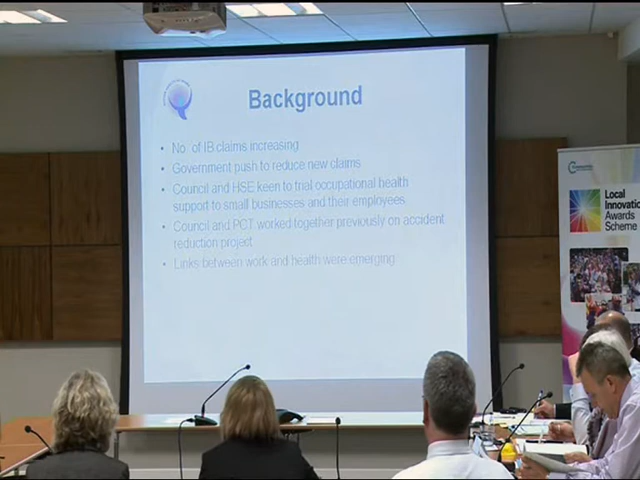 Background
• No of IB claims increasing
• Government push to reduce new claims
• Council and HSE keen to trial occupational health
support to small businesses and their employees
• Council and PCT worked together previously on accident
reduction project
• Links between work and health were emerging
Local
Innovatio
Awards
Scheme